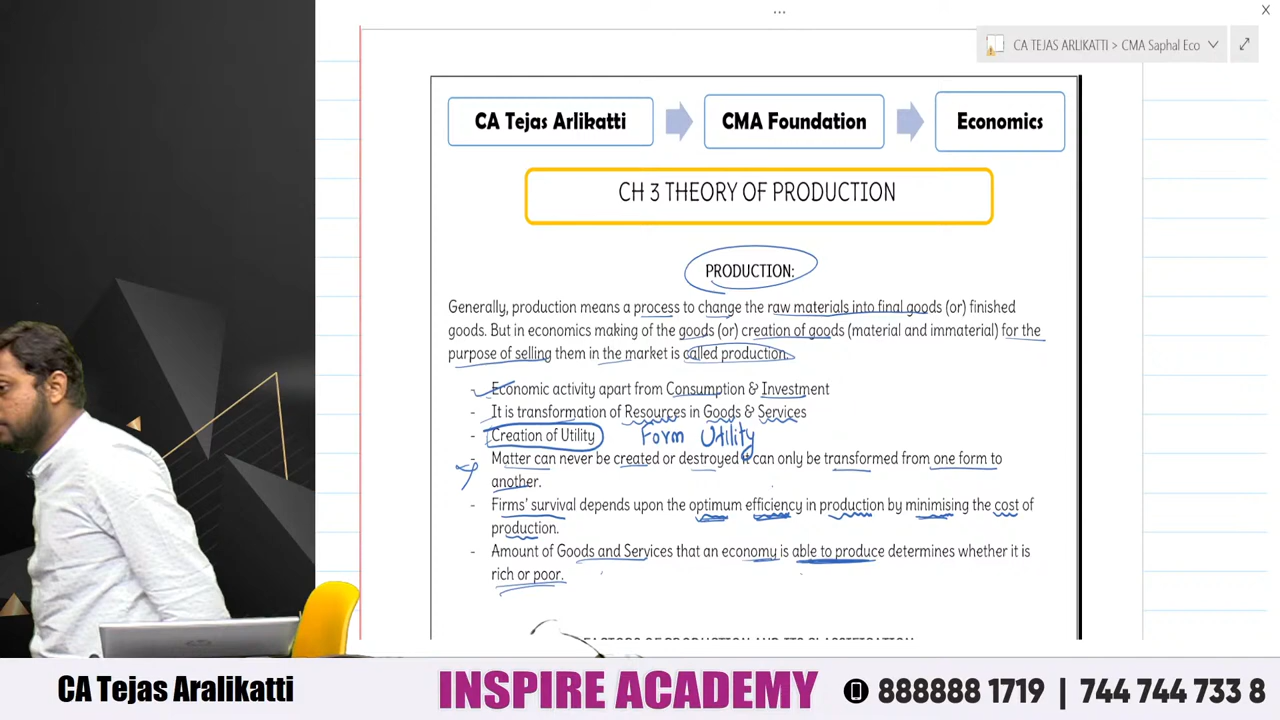 ...
X
CA TEJAS ARLIKATTI > CMA Saphal Eco
CA Tejas Arlikatti
CMA Foundation
Economics
CH 3 THEORY OF PRODUCTION
PRODUCTION:
Generally, production means a process to change the raw materials into final goods (or) finished
goods. But in economics making of the goods (or) creation of goods (material and immaterial) for the
purpose of selling them in the market is called production.
- Economic activity apart from Consumption & Investment
- It is transformation of Resources in Goods & Services
- Creation of Utility Form Utility
- Matter can never be created or destroyed it can only be transformed from one form to
another.
- Firms' survival depends upon the optimum efficiency in production by minimising the cost of
production.
- Amount of Goods and Services that an economy is able to produce determines whether it is
rich or poor.
FACTORS OF PRODUCTION AND ITS CLASSIFICATION
CA Tejas Aralikatti
INSPIRE ACADEMY
888888 1719 | 744 744 733 8